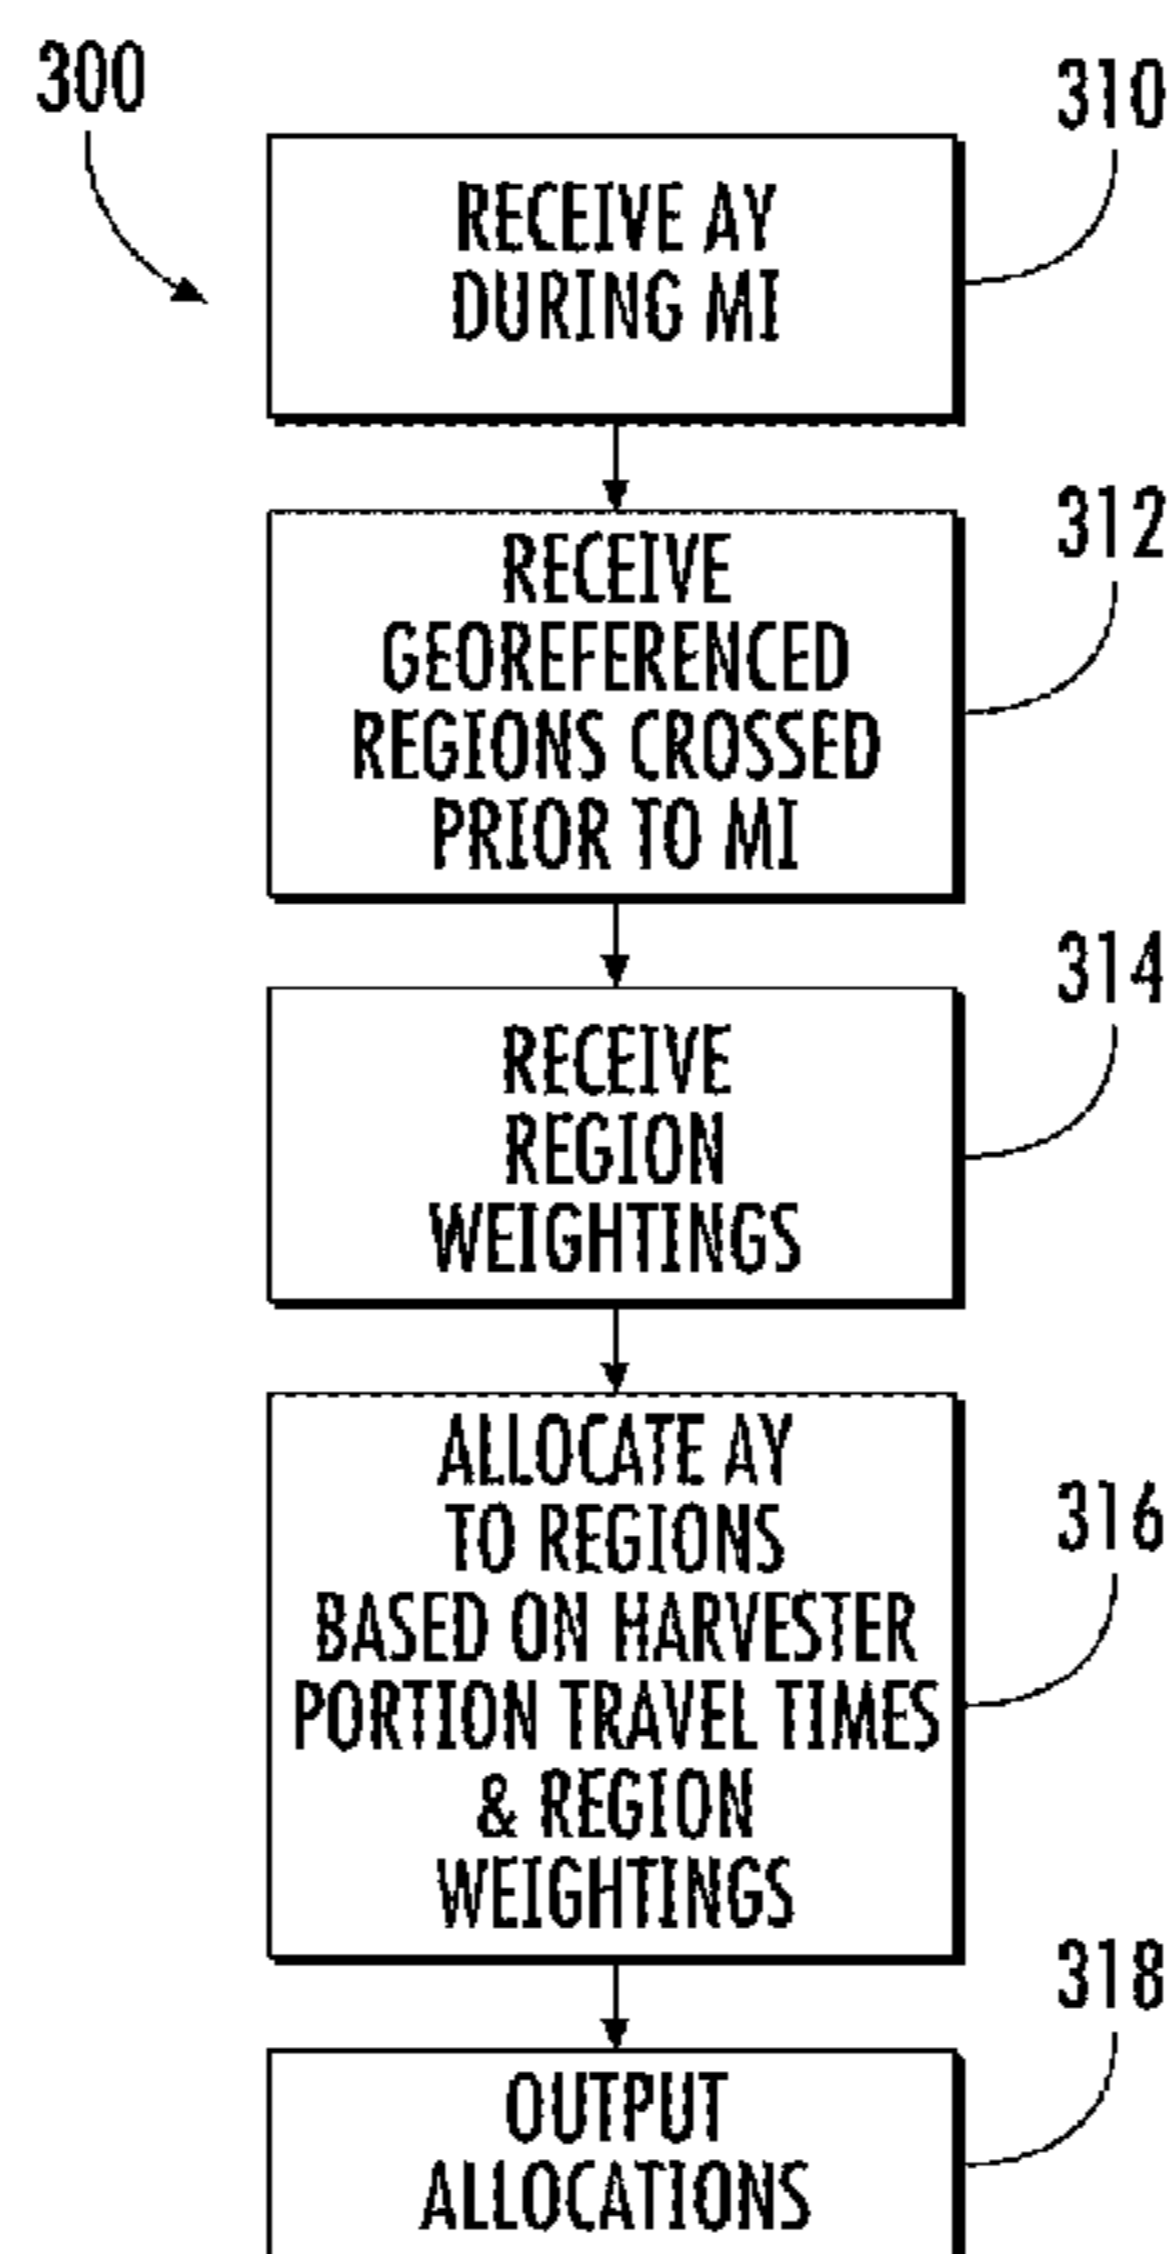 300
310
RECEIVE AY
DURING MI
312
RECEIVE
GEOREFERENCED
REGIONS CROSSED
PRIOR TO MI
314
RECEIVE
REGION
WEIGHTINGS
316
ALLOCATE AY
TO REGIONS
BASED ON HARVESTER
PORTION TRAVEL TIMES
& REGION
WEIGHTINGS
318
OUTPUT
ALLOCATIONS